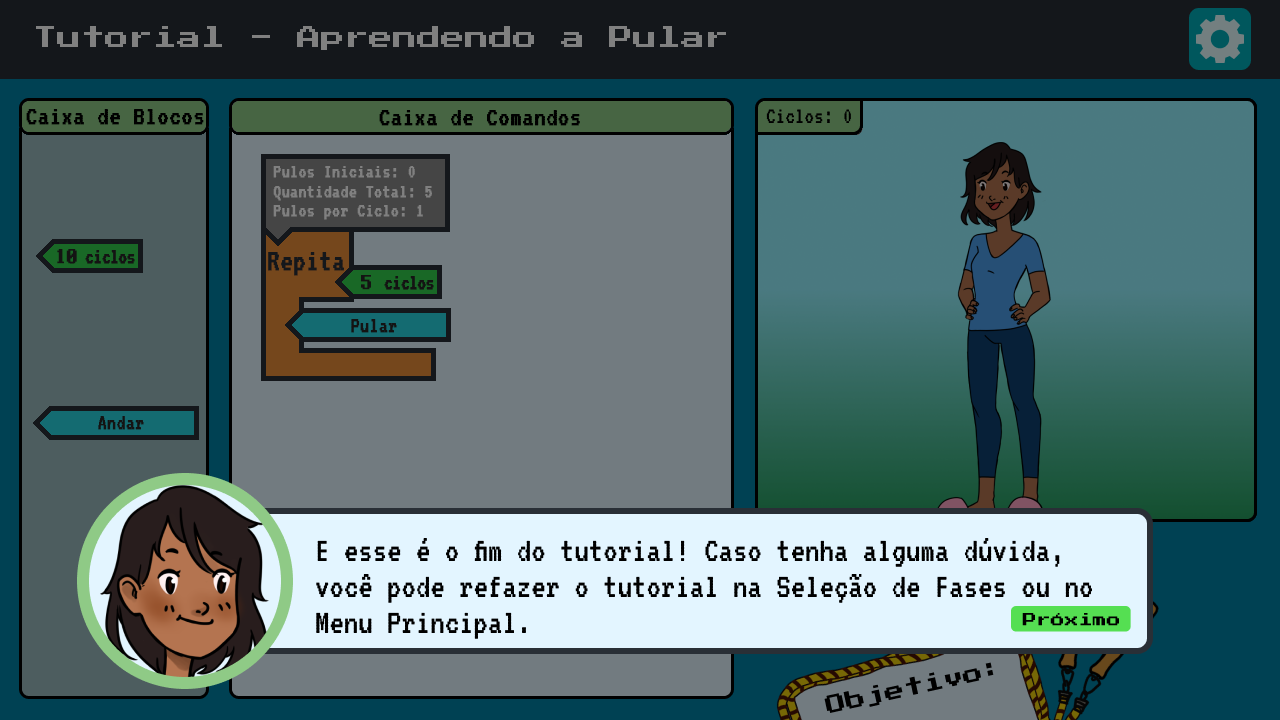 Tutorial - Aprendendo a Pular
Caixa de Blocos
Caixa de Comandos
Ciclos: 0
Pulos Iniciais: 0
Quantidade Total: 5
Pulos por Ciclo: 1
Repita
10 ciclos
5 ciclos
Pular
Andar
E esse é o fim do tutorial! Caso tenha alguma dúvida,
você pode refazer o tutorial na Seleção de Fases ou no
Menu Principal.
Próximo
Objetivo: